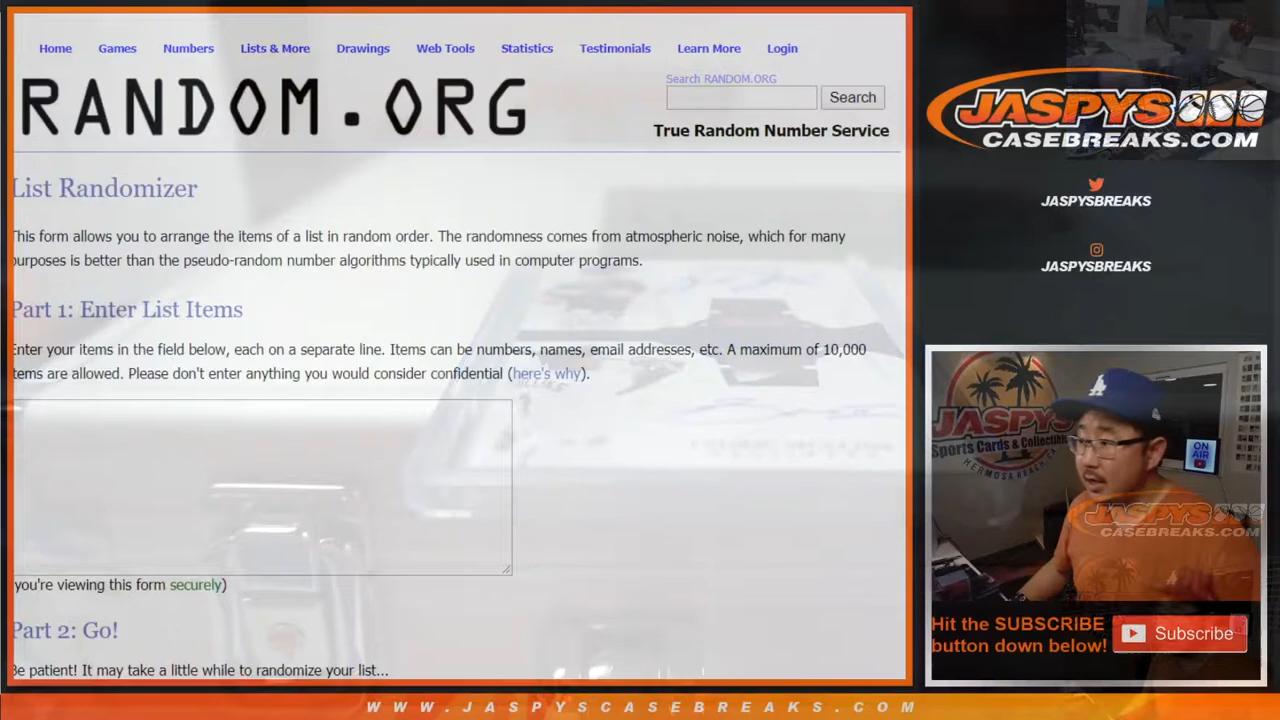 Home Games Numbers Lists & More Drawings Web Tools Statistics Testimonials Learn More Login
RANDOM.ORG
Search RANDOM.ORG
Search
True Random Number Service
List Randomizer
This form allows you to arrange the items of a list in random order. The randomness comes from atmospheric noise, which for many
purposes is better than the pseudo-random number algorithms typically used in computer programs.
Part 1: Enter List Items
Enter your items in the field below, each on a separate line. Items can be numbers, names, email addresses, etc. A maximum of 10,000
items are allowed. Please don't enter anything you would consider confidential (here's why).
you're viewing this form securely)
Part 2: Go!
Be patient! It may take a little while to randomize your list...
JASPYS
CASEBREAKS.COM
JASPYSBREAKS
JASPYSBREAKS
JASPYS
Sports Cards & Collectibles
HERMOSA BEACH, CA
ON
AIR
JASPYS
CASEBREAKS.COM
Hit the SUBSCRIBE
button down below!
Subscribe
WWW.JASPYSCASEBREAKS.COM